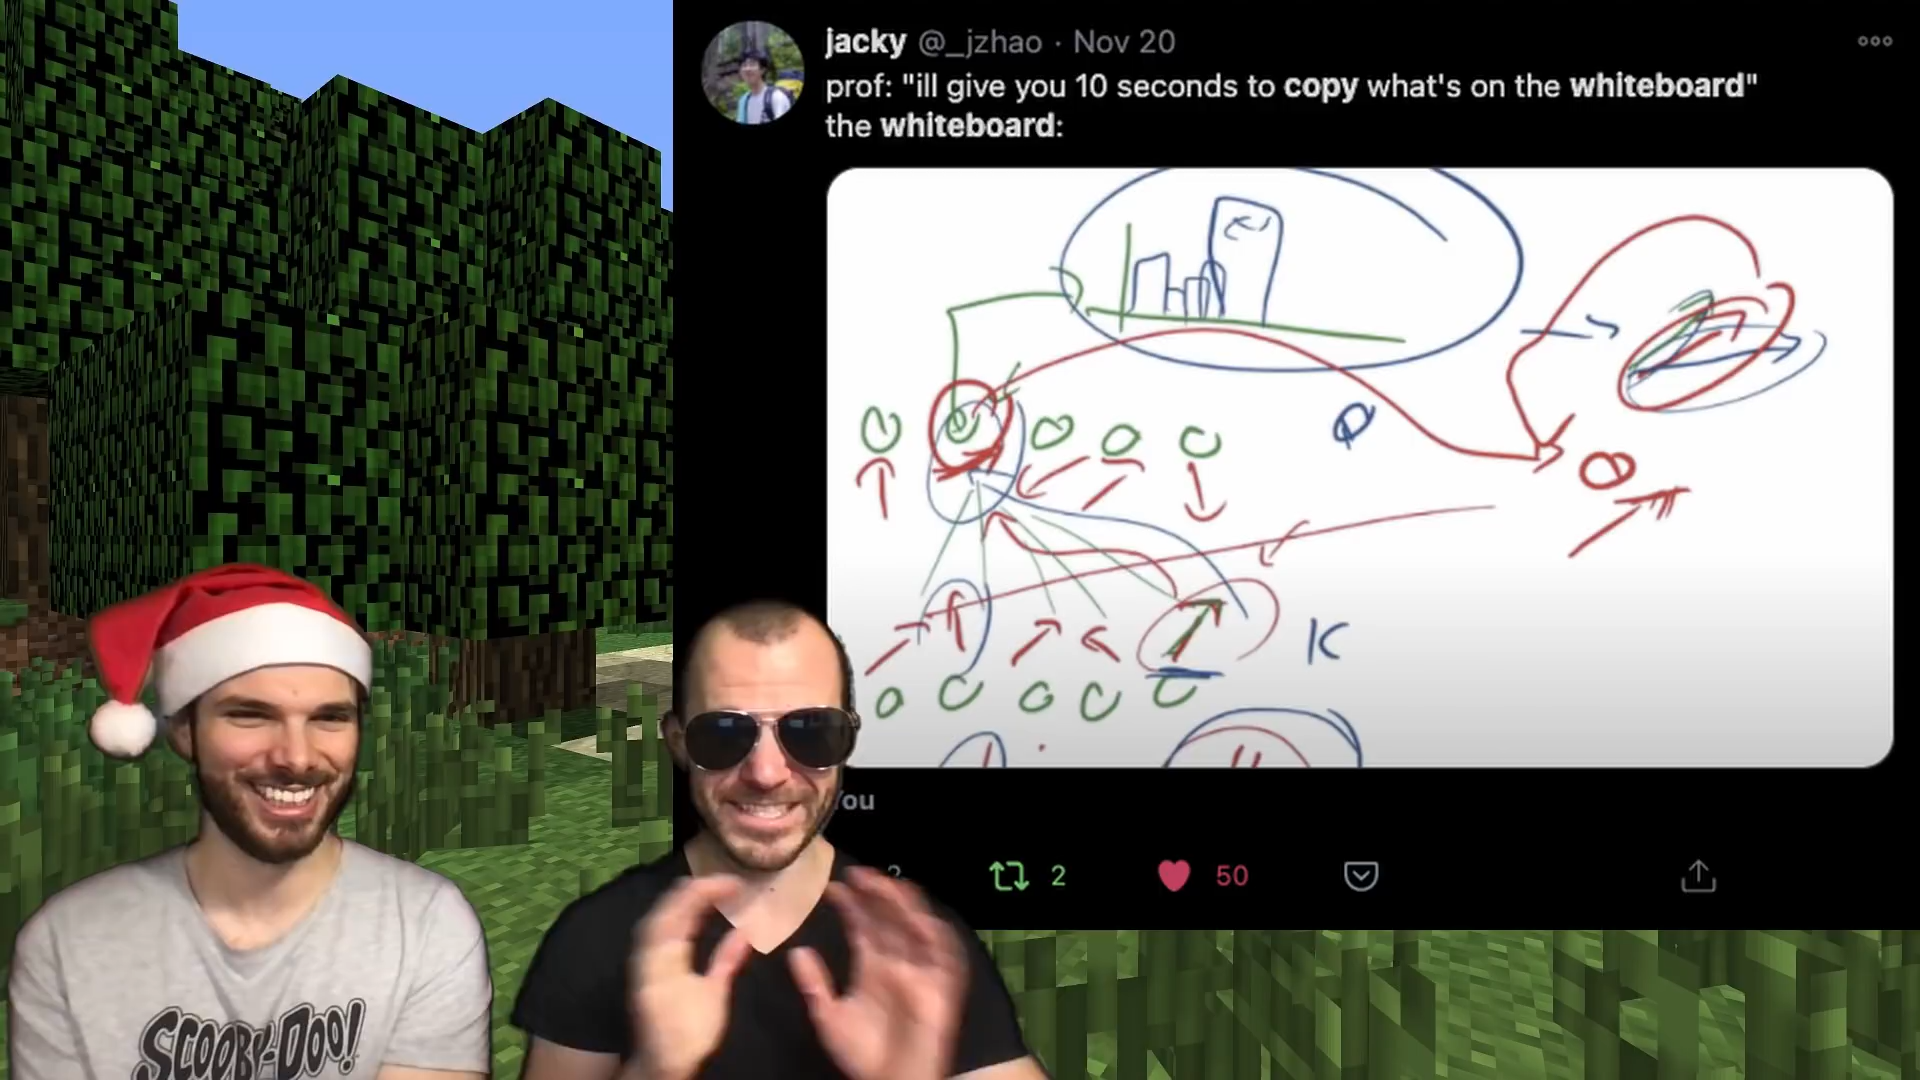 jacky @_jzhao · Nov 20
prof: "ill give you 10 seconds to copy what's on the whiteboard"
the whiteboard:
Q
K
You
2
50
SCOOBY-DOO!